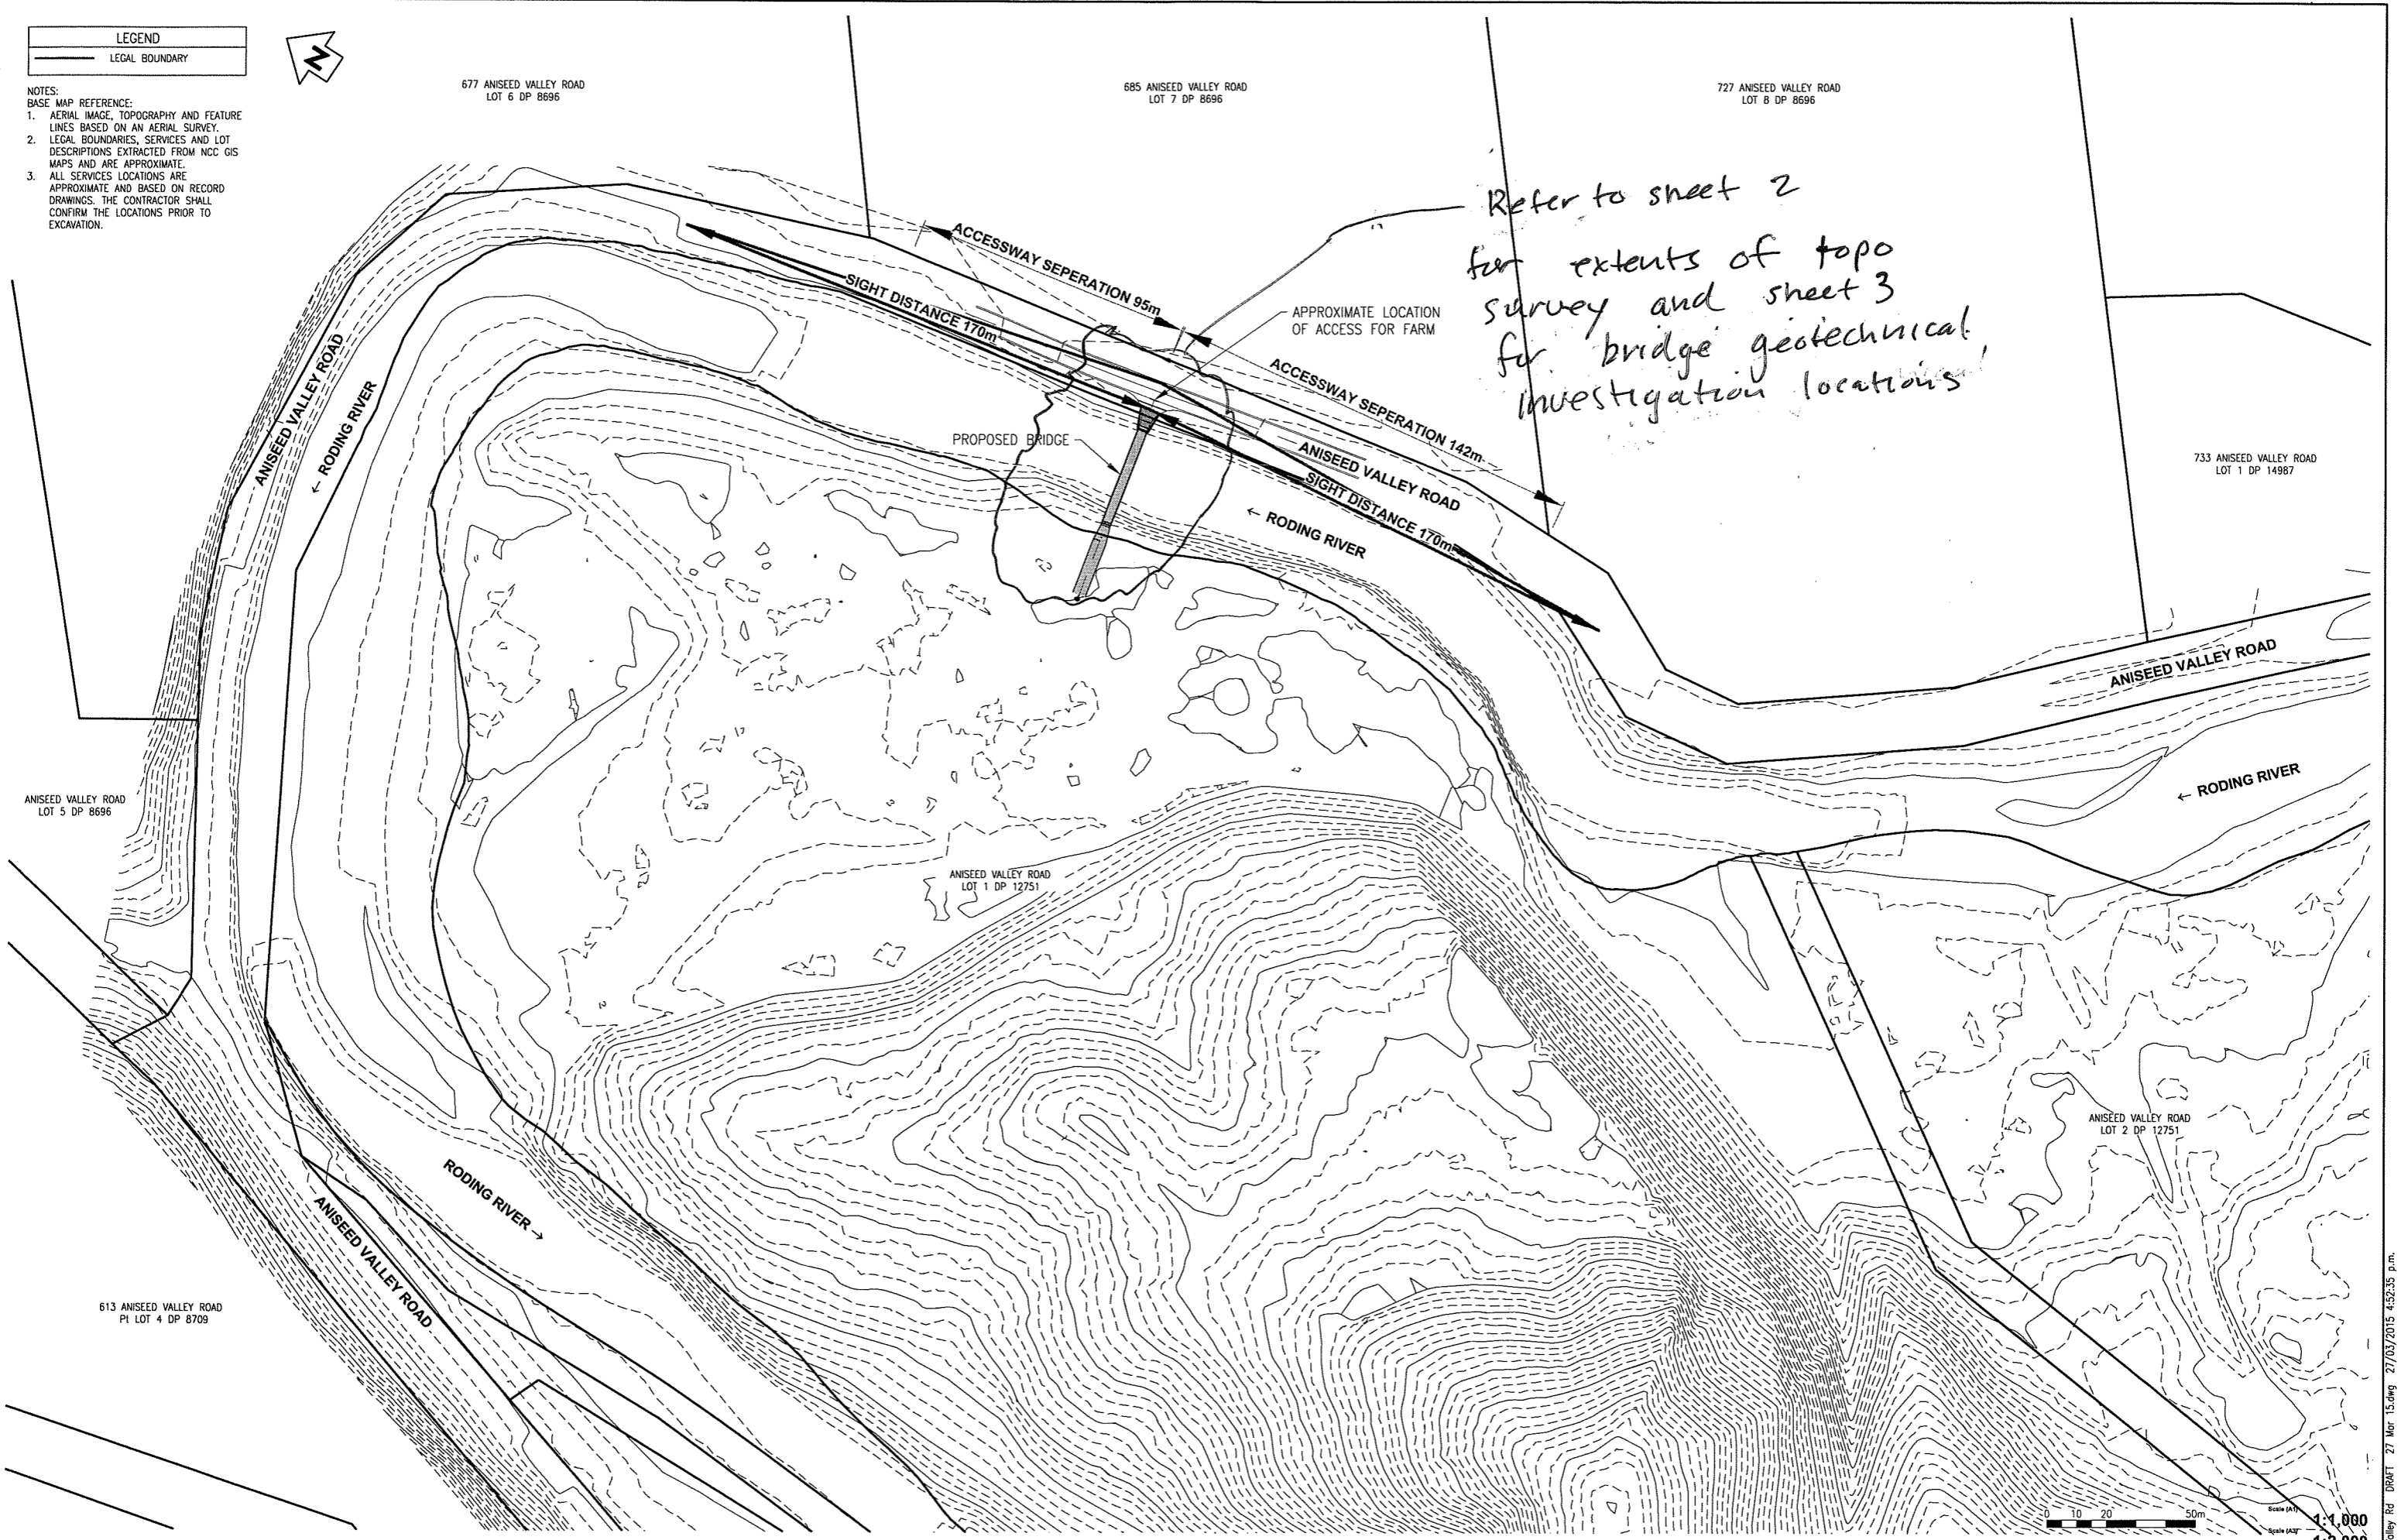 LEGEND
LEGAL BOUNDARY
N
NOTES:
BASE MAP REFERENCE:
1. AERIAL IMAGE, TOPOGRAPHY AND FEATURE
LINES BASED ON AN AERIAL SURVEY.
2. LEGAL BOUNDARIES, SERVICES AND LOT
DESCRIPTIONS EXTRACTED FROM NCC GIS
MAPS AND ARE APPROXIMATE.
3. ALL SERVICES LOCATIONS ARE
APPROXIMATE AND BASED ON RECORD
DRAWINGS. THE CONTRACTOR SHALL
CONFIRM THE LOCATIONS PRIOR TO
EXCAVATION.
677 ANISEED VALLEY ROAD
LOT 6 DP 8696
685 ANISEED VALLEY ROAD
LOT 7 DP 8696
727 ANISEED VALLEY ROAD
LOT 8 DP 8696
Refer to sheet 2
for extents of topo
survey and sheet 3
for bridge geotechnical
investigation locations
ACCESSWAY SEPERATION 95m
SIGHT DISTANCE 170m
APPROXIMATE LOCATION
OF ACCESS FOR FARM
ACCESSWAY SEPERATION 142m
PROPOSED BRIDGE
ANISEED VALLEY ROAD
SIGHT DISTANCE 170m
← RODING RIVER
ANISEED VALLEY ROAD
← RODING RIVER
733 ANISEED VALLEY ROAD
LOT 1 DP 14987
ANISEED VALLEY ROAD
← RODING RIVER
ANISEED VALLEY ROAD
LOT 5 DP 8696
ANISEED VALLEY ROAD
LOT 1 DP 12751
ANISEED VALLEY ROAD
LOT 2 DP 12751
RODING RIVER →
ANISEED VALLEY ROAD
613 ANISEED VALLEY ROAD
Pt LOT 4 DP 8709
0 10 20 50m
Scale (A1)
1:1,000
Scale (A3)
Rd DRAFT 27 Mar 15.dwg 27/03/2015 4:52:35 p.m.